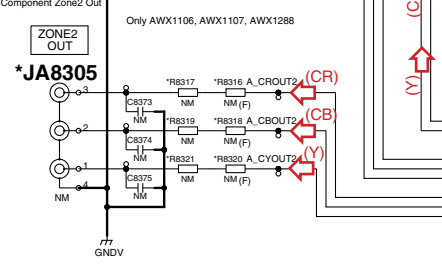 Component Zone2 Out
Only AWX1106, AWX1107, AWX1288
ZONE2
OUT
*JA8305
3
C8373
NM
*R8317
NM
*R8316
NM (F)
A_CROUT2
(CR)
2
C8374
NM
*R8319
NM
*R8318
NM (F)
A_CBOUT2
(CB)
1
C8375
NM
*R8321
NM
*R8320
NM (F)
A_CYOUT2
(Y)
4
NM
GNDV
(Y)